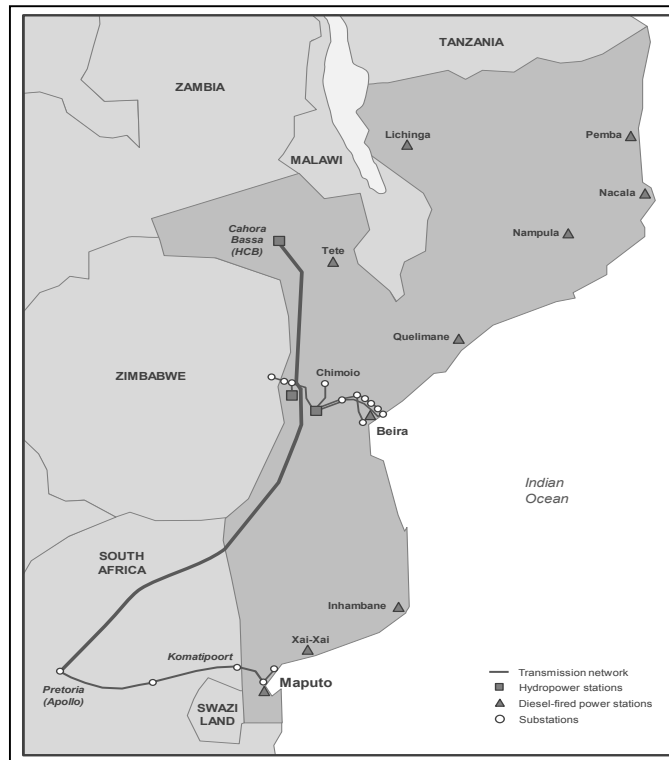 TANZANIA
ZAMBIA
Lichinga
Pemba
MALAWI
Nacala
Nampula
Cahora
Bassa
(HCB)
Tete
Quelimane
ZIMBABWE
Chimoio
Beira
Indian
Ocean
SOUTH
AFRICA
Inhambane
Xai-Xai
Komatipoort
Pretoria
(Apollo)
Maputo
SWAZI
LAND
Transmission network
Hydropower stations
Diesel-fired power stations
Substations